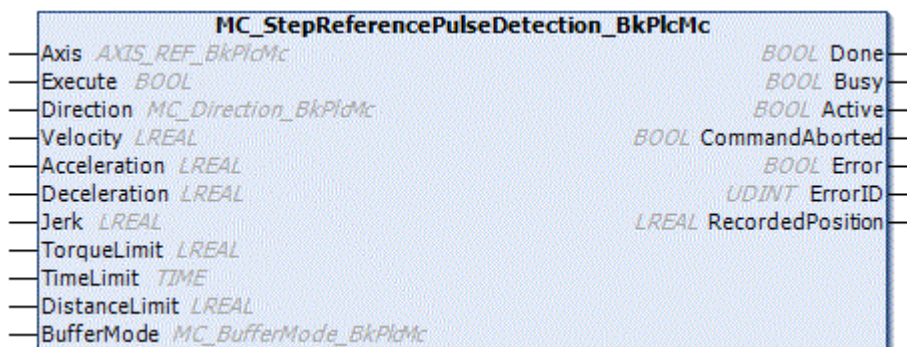 MC_StepReferencePulseDetection_BkPlcMc
Axis AXIS_REF_BkPlcMc BOOL Done
Execute BOOL BOOL Busy
Direction MC_Direction_BkPlcMc BOOL Active
Velocity LREAL BOOL CommandAborted
Acceleration LREAL BOOL Error
Deceleration LREAL UDINT ErrorID
Jerk LREAL LREAL RecordedPosition
TorqueLimit LREAL
TimeLimit TIME
DistanceLimit LREAL
BufferMode MC_BufferMode_BkPlcMc